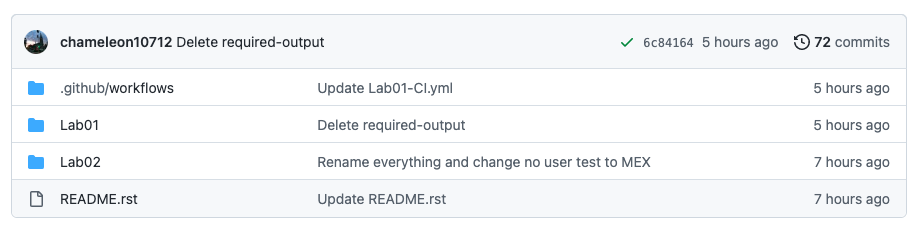 chameleon10712 Delete required-output 6c84164 5 hours ago 72 commits
.github/workflows Update Lab01-CI.yml 5 hours ago
Lab01 Delete required-output 5 hours ago
Lab02 Rename everything and change no user test to MEX 7 hours ago
README.rst Update README.rst 7 hours ago